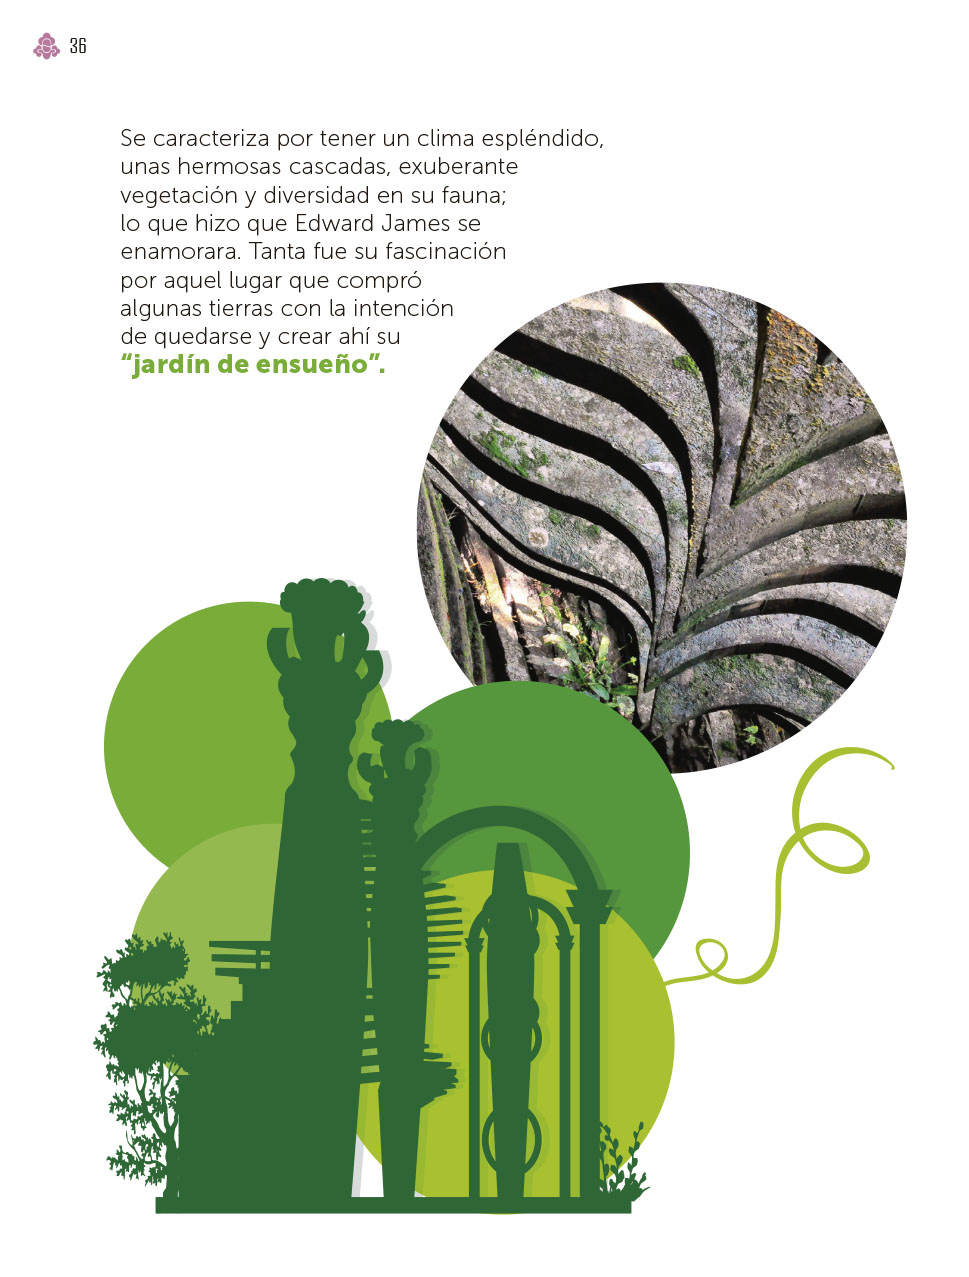 36
Se caracteriza por tener un clima espléndido,
unas hermosas cascadas, exuberante
vegetación y diversidad en su fauna;
lo que hizo que Edward James se
enamorara. Tanta fue su fascinación
por aquel lugar que compró
algunas tierras con la intención
de quedarse y crear ahí su
“jardín de ensueño”.